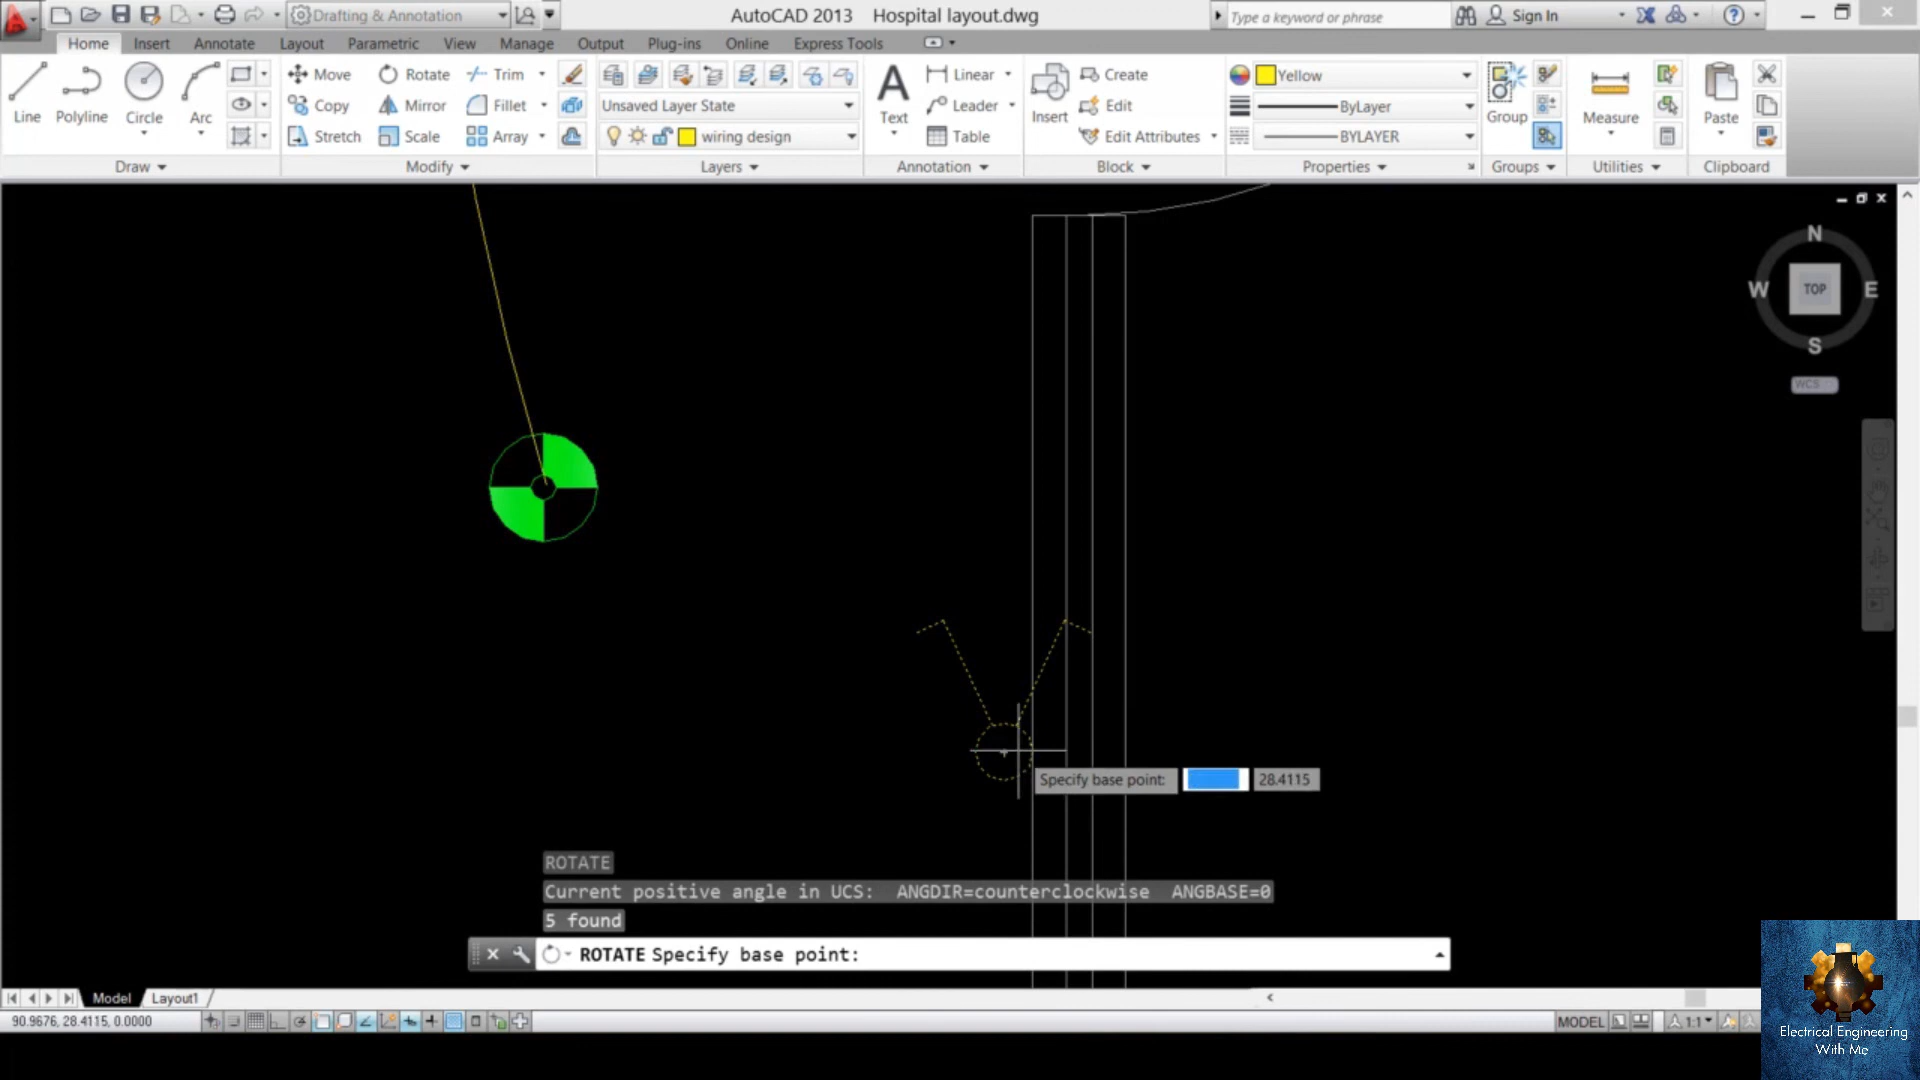 Drafting & Annotation
AutoCAD 2013 Hospital layout.dwg
Type a keyword or phrase
Sign In
Home Insert Annotate Layout Parametric View Manage Output Plug-ins Online Express Tools
Line Polyline Circle Arc
Move Rotate Trim
Copy Mirror Fillet
Stretch Scale Array
Unsaved Layer State
wiring design
Text
Linear
Leader
Table
Insert
Create
Edit
Edit Attributes
Yellow
ByLayer
BYLAYER
Group
Measure
Paste
Draw Modify Layers Annotation Block Properties Groups Utilities Clipboard
N
W TOP E
S
WCS
Specify base point: 28.4115
ROTATE
Current positive angle in UCS: ANGDIR=counterclockwise ANGBASE=0
5 found
ROTATE Specify base point:
Model Layout1
90.9676, 28.4115, 0.0000
MODEL 1:1
Electrical Engineering
With Me